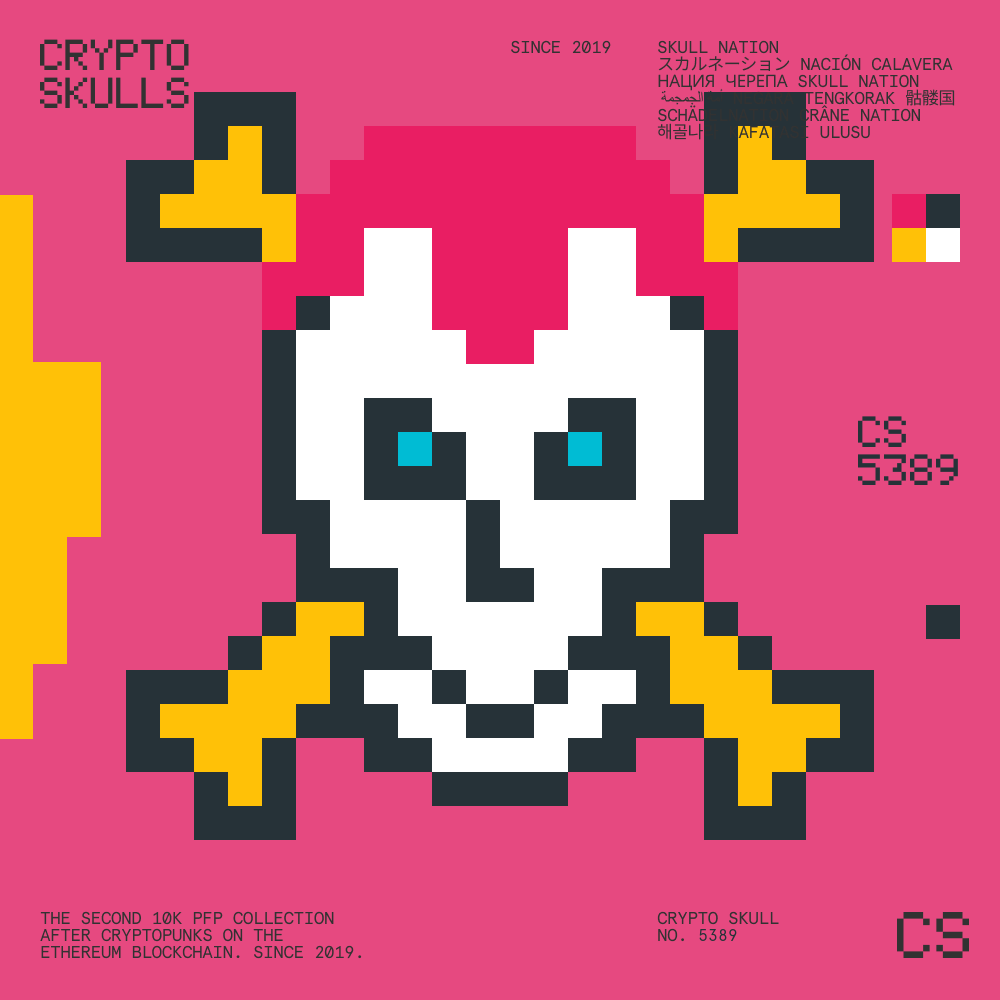 CRYPTO
SKULLS
SINCE 2019
SKULL NATION
スカルネーション NACIÓN CALAVERA
НАЦИЯ ЧЕРЕПА SKULL NATION
TENGKORAK 骷髅国
CRÂNE NATION
해골나 ULUSU
CS
5389
THE SECOND 10K PFP COLLECTION
AFTER CRYPTOPUNKS ON THE
ETHEREUM BLOCKCHAIN. SINCE 2019.
CRYPTO SKULL
NO. 5389
CS